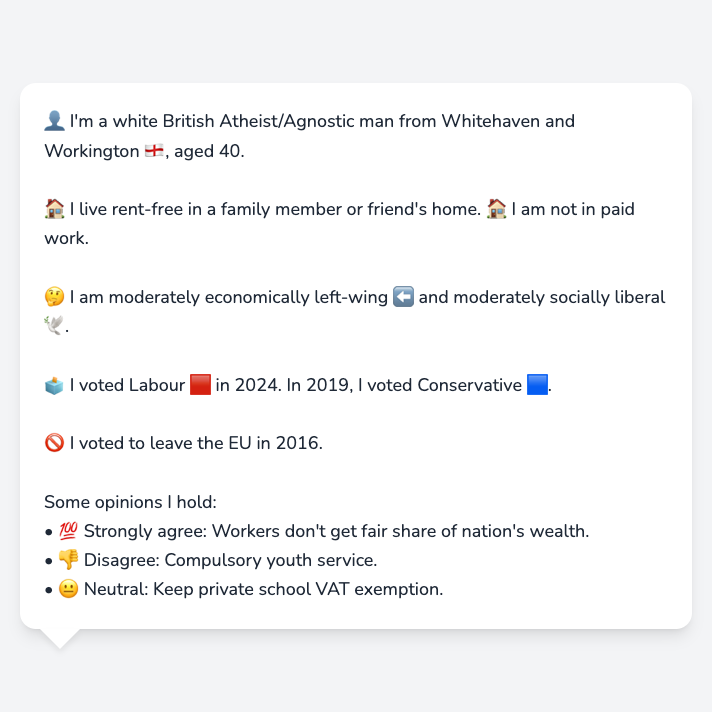 👤 I'm a white British Atheist/Agnostic man from Whitehaven and
Workington 🏴󠁧󠁢󠁥󠁮󠁧󠁿, aged 40.
🏠 I live rent-free in a family member or friend's home. 🏠 I am not in paid
work.
🤔 I am moderately economically left-wing ⬅️ and moderately socially liberal
🕊️.
🗳️ I voted Labour 🟥 in 2024. In 2019, I voted Conservative 🟦.
🚫 I voted to leave the EU in 2016.
Some opinions I hold:
• 💯 Strongly agree: Workers don't get fair share of nation's wealth.
• 👎 Disagree: Compulsory youth service.
• 😐 Neutral: Keep private school VAT exemption.